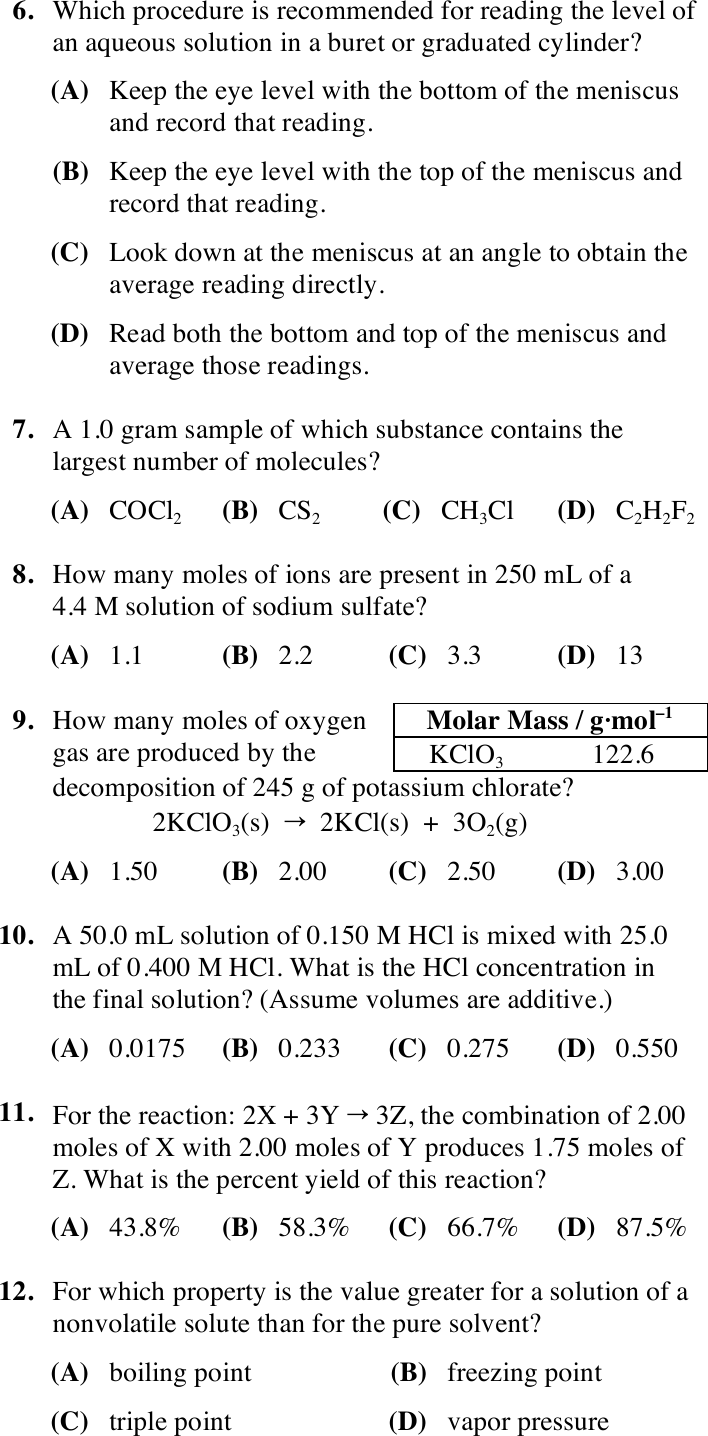 6. Which procedure is recommended for reading the level of
an aqueous solution in a buret or graduated cylinder?
(A) Keep the eye level with the bottom of the meniscus
and record that reading.
(B) Keep the eye level with the top of the meniscus and
record that reading.
(C) Look down at the meniscus at an angle to obtain the
average reading directly.
(D) Read both the bottom and top of the meniscus and
average those readings.
7. A 1.0 gram sample of which substance contains the
largest number of molecules?
(A) COCl₂ (B) CS₂ (C) CH₃Cl (D) C₂H₂F₂
8. How many moles of ions are present in 250 mL of a
4.4 M solution of sodium sulfate?
(A) 1.1 (B) 2.2 (C) 3.3 (D) 13
9. How many moles of oxygen
gas are produced by the
Molar Mass / g·mol⁻¹
KClO₃ 122.6
decomposition of 245 g of potassium chlorate?
2KClO₃(s) → 2KCl(s) + 3O₂(g)
(A) 1.50 (B) 2.00 (C) 2.50 (D) 3.00
10. A 50.0 mL solution of 0.150 M HCl is mixed with 25.0
mL of 0.400 M HCl. What is the HCl concentration in
the final solution? (Assume volumes are additive.)
(A) 0.0175 (B) 0.233 (C) 0.275 (D) 0.550
11. For the reaction: 2X + 3Y → 3Z, the combination of 2.00
moles of X with 2.00 moles of Y produces 1.75 moles of
Z. What is the percent yield of this reaction?
(A) 43.8% (B) 58.3% (C) 66.7% (D) 87.5%
12. For which property is the value greater for a solution of a
nonvolatile solute than for the pure solvent?
(A) boiling point (B) freezing point
(C) triple point (D) vapor pressure